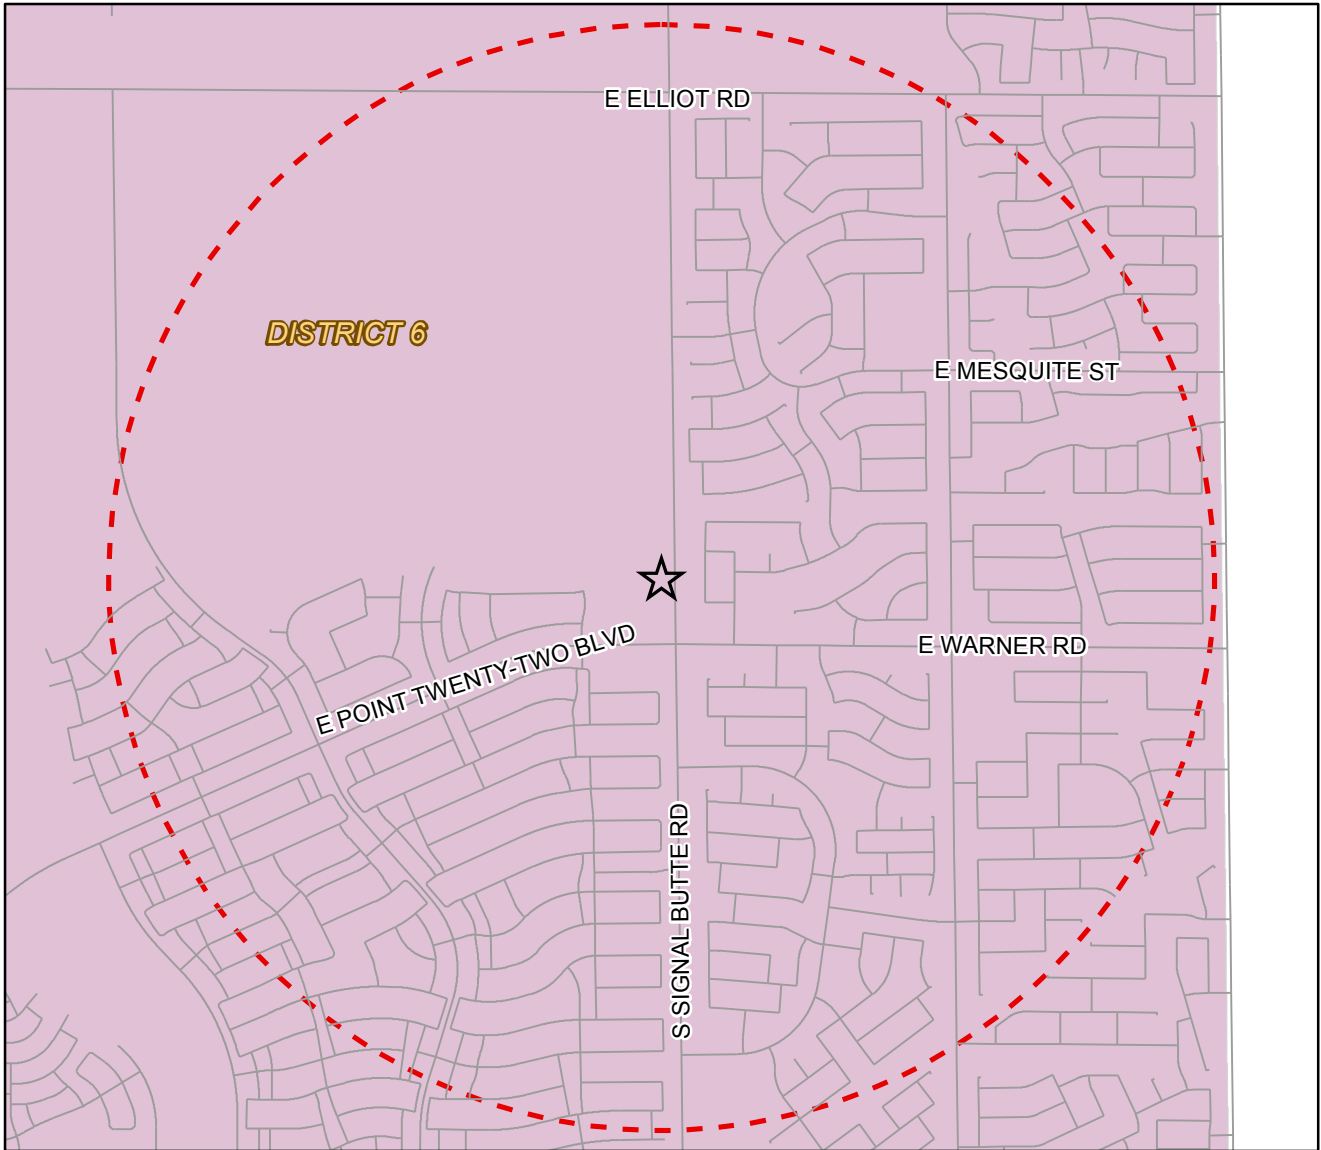 E ELLIOT RD
DISTRICT 6
E MESQUITE ST
E POINT TWENTY-TWO BLVD
E WARNER RD
S SIGNAL BUTTE RD